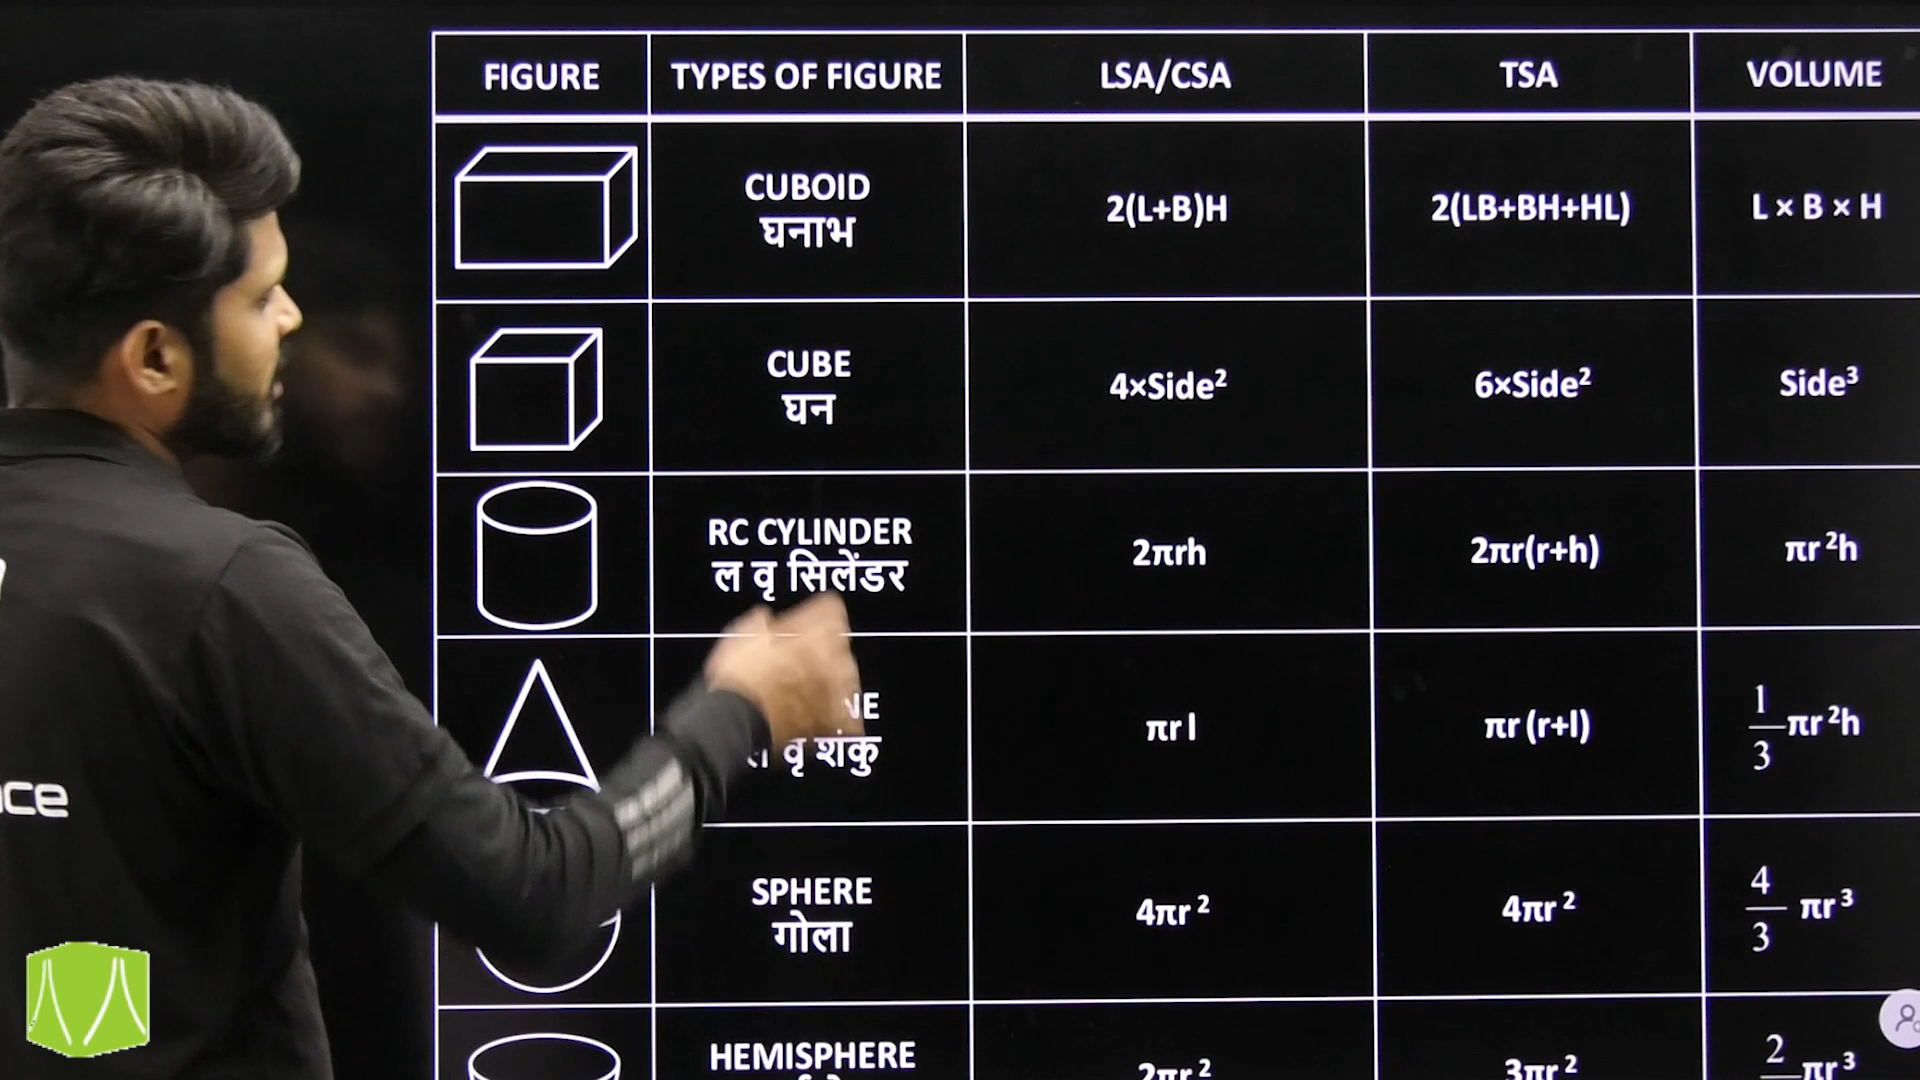 FIGURE TYPES OF FIGURE LSA/CSA TSA VOLUME
CUBOID
घनाभ
2(L+B)H
2(LB+BH+HL)
L × B × H
CUBE
घन
4×Side²
6×Side²
Side³
RC CYLINDER
ल वृ सिलेंडर
2πrh
2πr(r+h)
πr²h
वृ शंकु
πrl
πr(r+l)
1/3 πr²h
SPHERE
गोला
4πr²
4πr²
4/3 πr³
HEMISPHERE
2πr²
3πr²
πr³